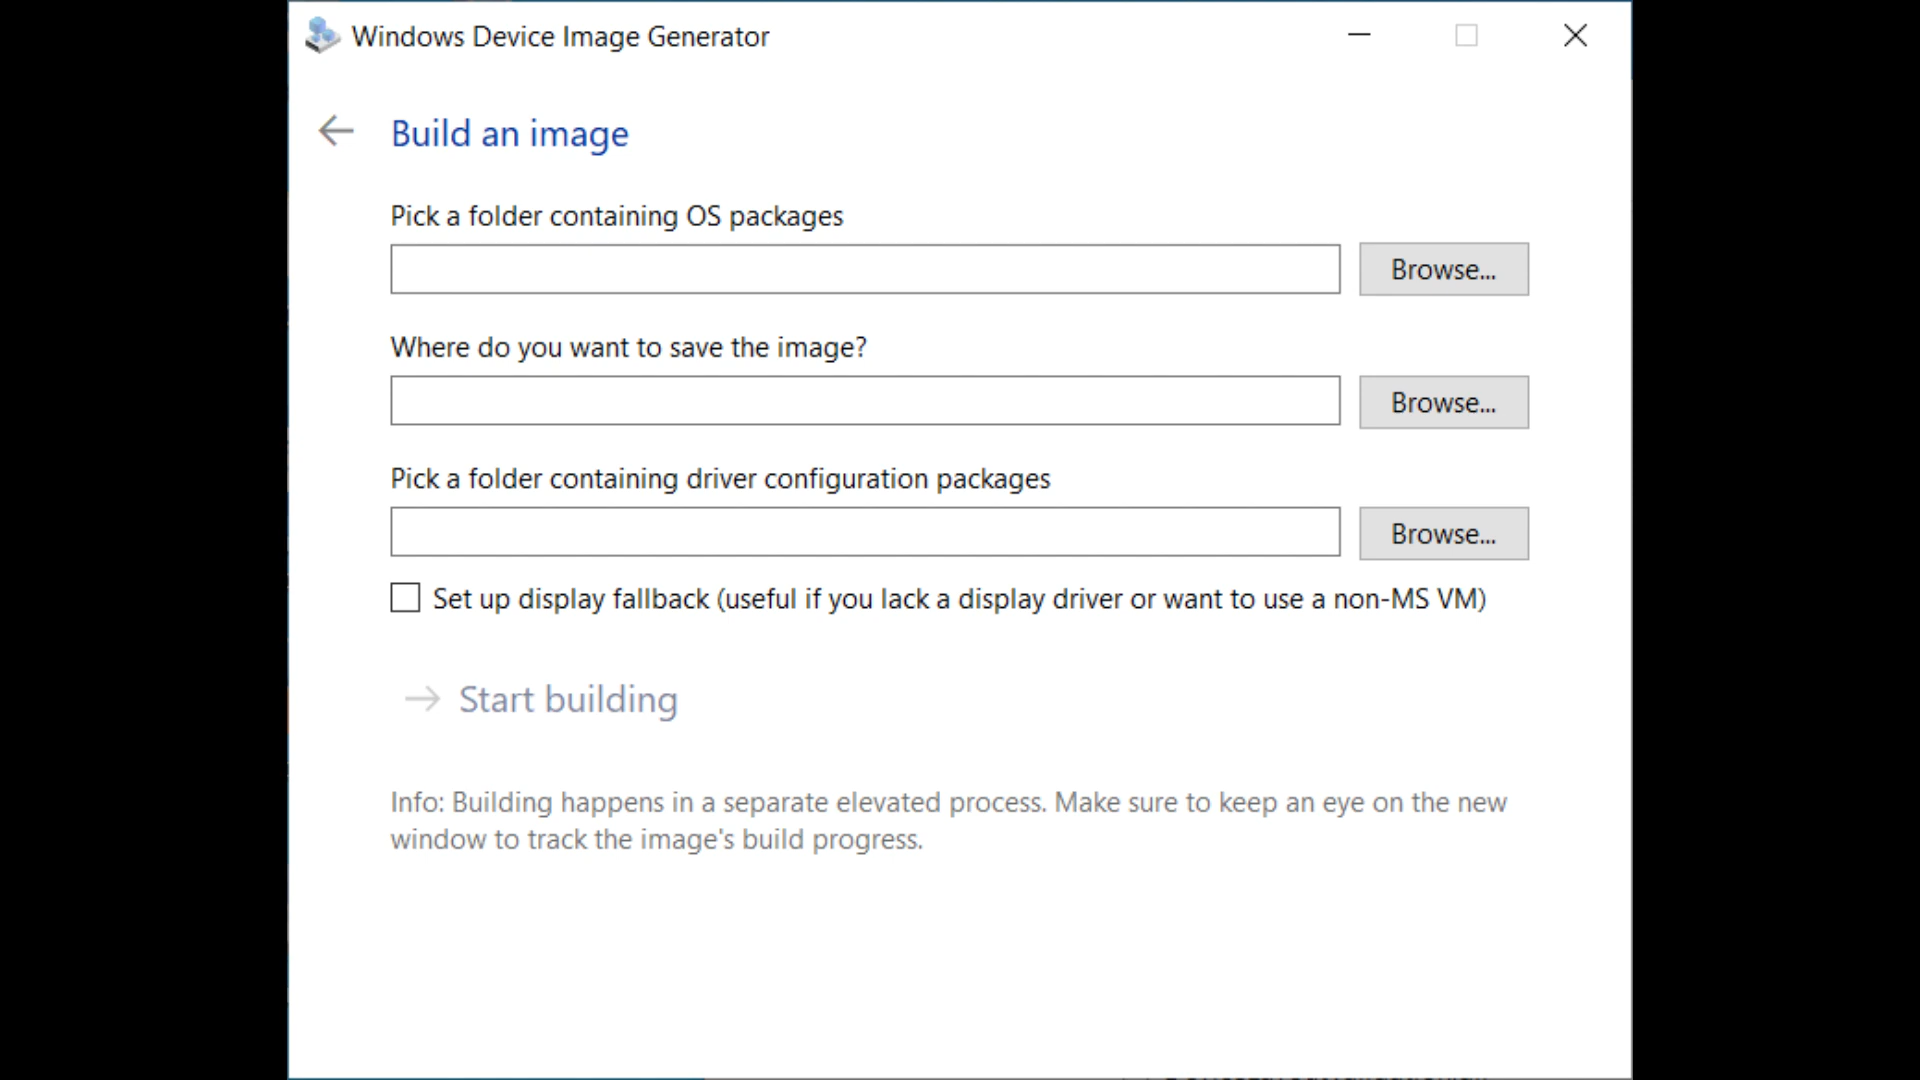 Windows Device Image Generator
Build an image
Pick a folder containing OS packages
Browse...
Where do you want to save the image?
Browse...
Pick a folder containing driver configuration packages
Browse...
Set up display fallback (useful if you lack a display driver or want to use a non-MS VM)
Start building
Info: Building happens in a separate elevated process. Make sure to keep an eye on the new
window to track the image's build progress.